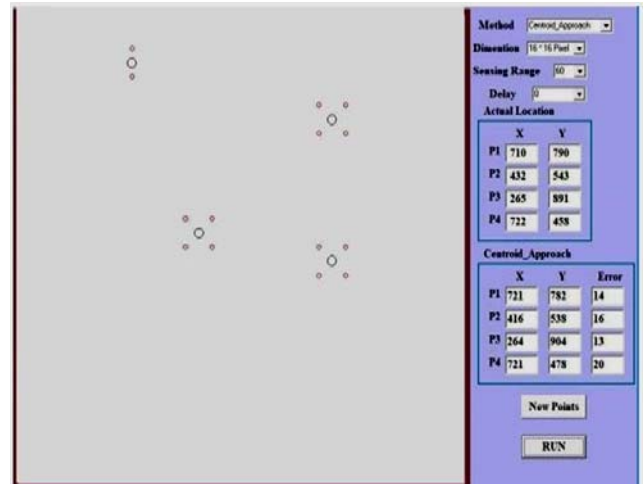 Method Centroid_Approach
Dimention 16*16 Pixel
Sensing Range 60
Delay 0
Actual Location
X Y
P1 710 790
P2 432 543
P3 265 891
P4 722 458
Centroid_Approach
X Y Error
P1 721 782 14
P2 416 538 16
P3 264 904 13
P4 721 478 20
New Points
RUN